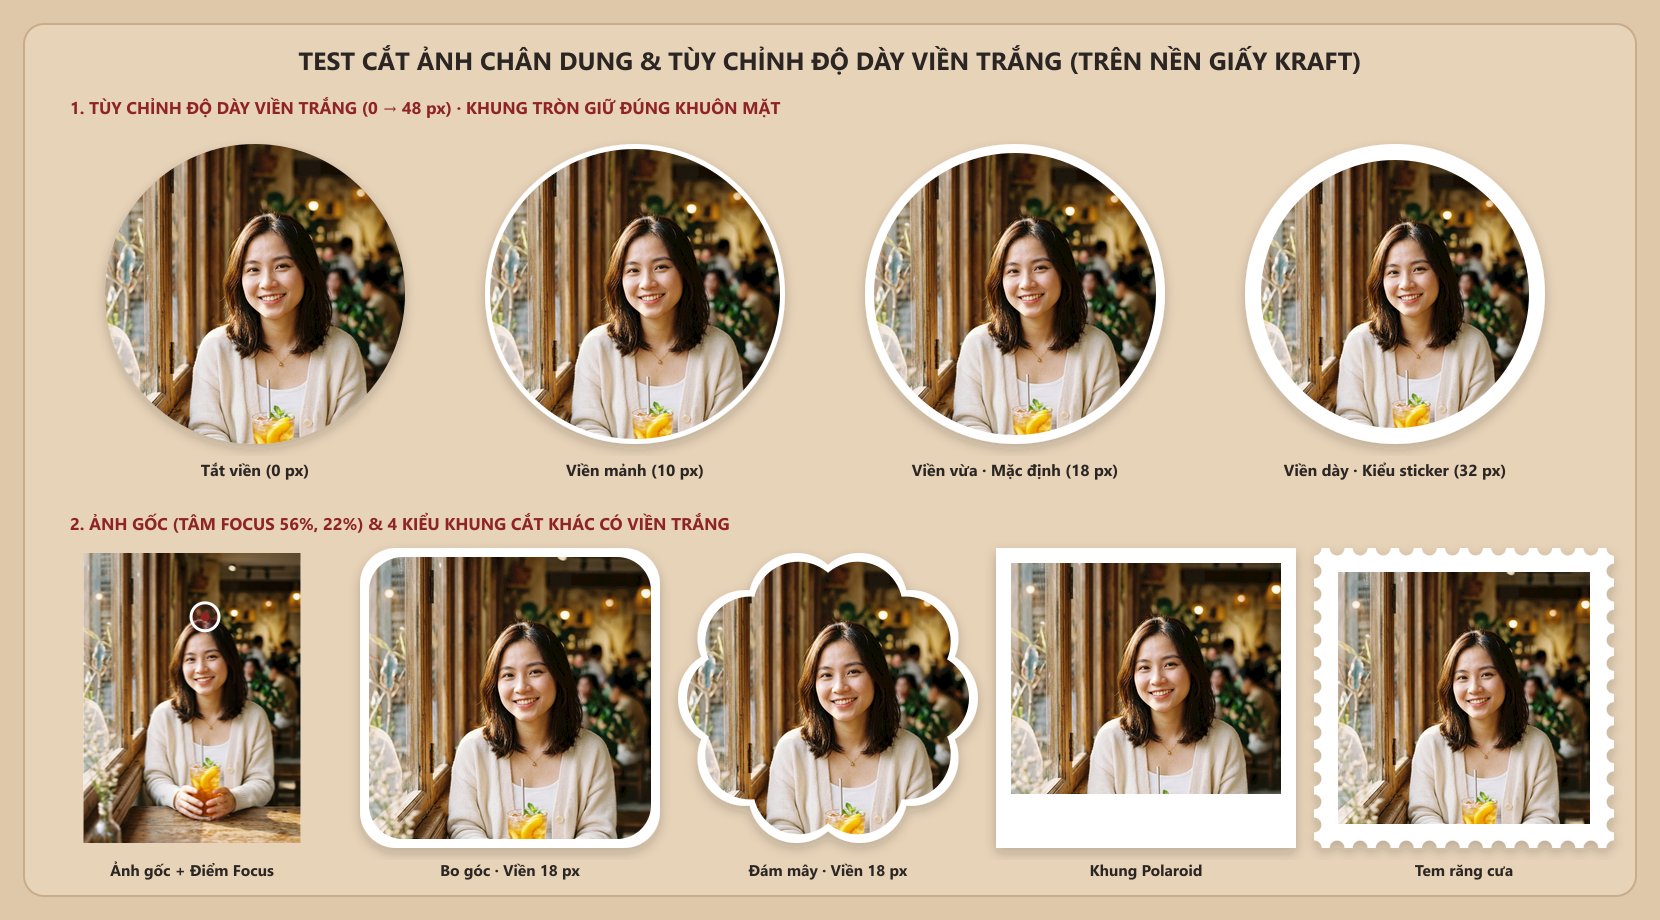 TEST CẮT ẢNH CHÂN DUNG & TÙY CHỈNH ĐỘ DÀY VIỀN TRẮNG (TRÊN NỀN GIẤY KRAFT)
1. TÙY CHỈNH ĐỘ DÀY VIỀN TRẮNG (0 → 48 px) · KHUNG TRÒN GIỮ ĐÚNG KHUÔN MẶT
Tắt viền (0 px)
Viền mảnh (10 px)
Viền vừa · Mặc định (18 px)
Viền dày · Kiểu sticker (32 px)
2. ẢNH GỐC (TÂM FOCUS 56%, 22%) & 4 KIỂU KHUNG CẮT KHÁC CÓ VIỀN TRẮNG
Ảnh gốc + Điểm Focus
Bo góc · Viền 18 px
Đám mây · Viền 18 px
Khung Polaroid
Tem răng cưa